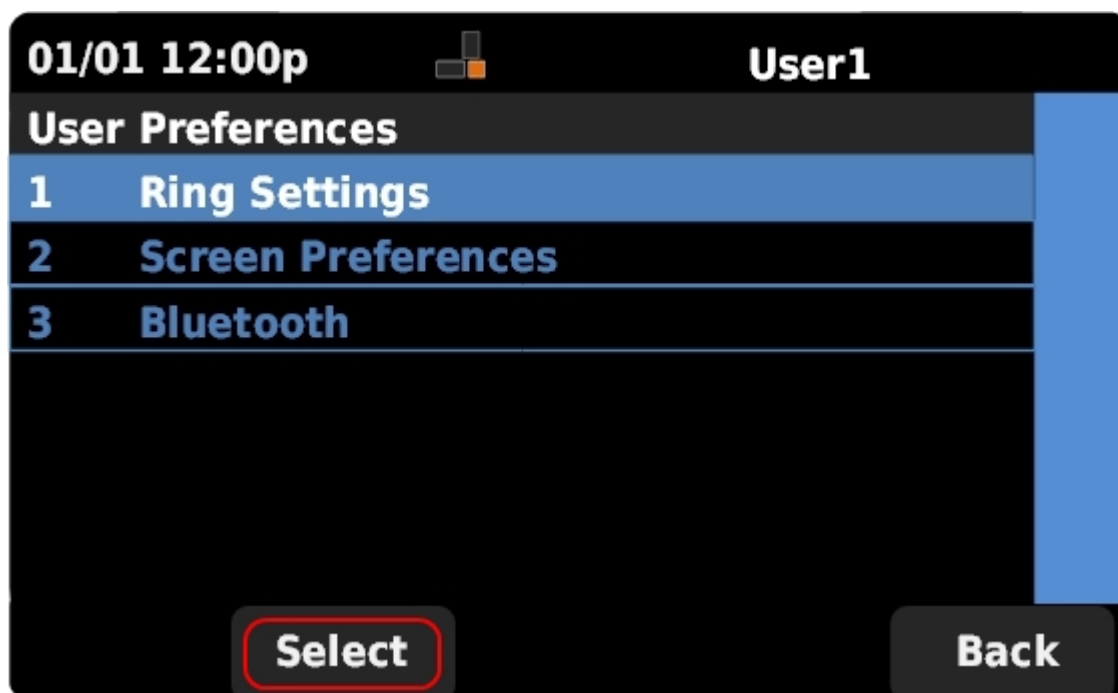 01/01 12:00p User1
User Preferences
1 Ring Settings
2 Screen Preferences
3 Bluetooth
Select Back